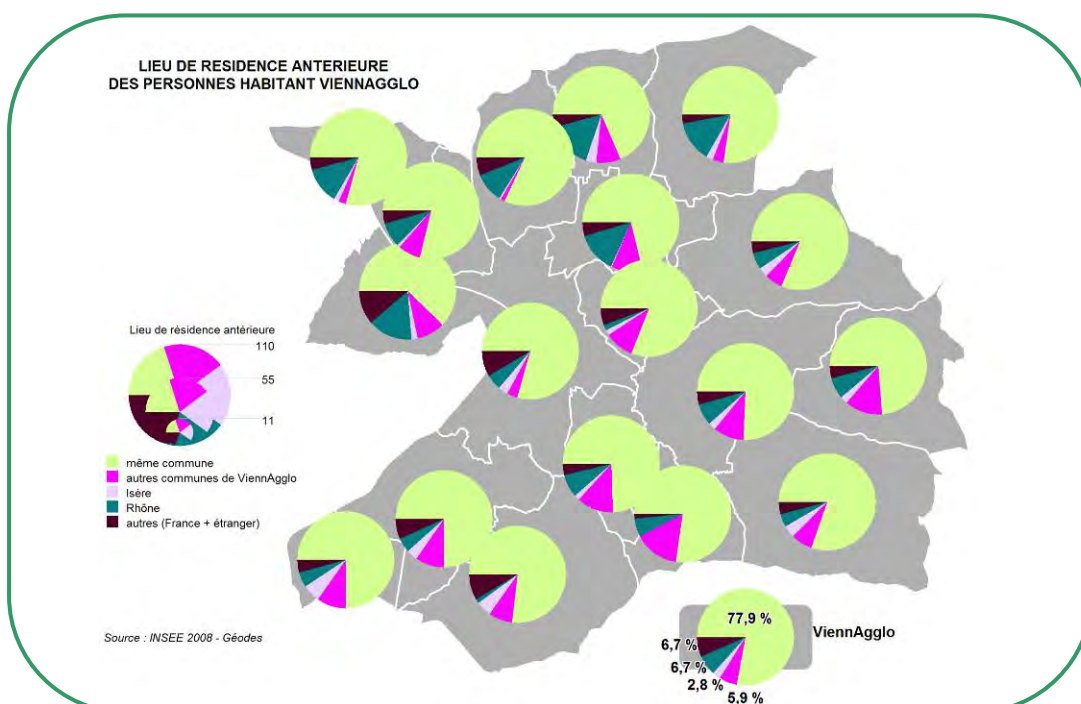 LIEU DE RESIDENCE ANTERIEURE
DES PERSONNES HABITANT VIENNAGGLO
Lieu de résidence antérieure
110
55
11
même commune
autres communes de ViennAgglo
Isère
Rhône
autres (France + étranger)
Source : INSEE 2008 - Géodes
77,9 %
ViennAgglo
6,7 %
6,7 %
2,8 %
5,9 %